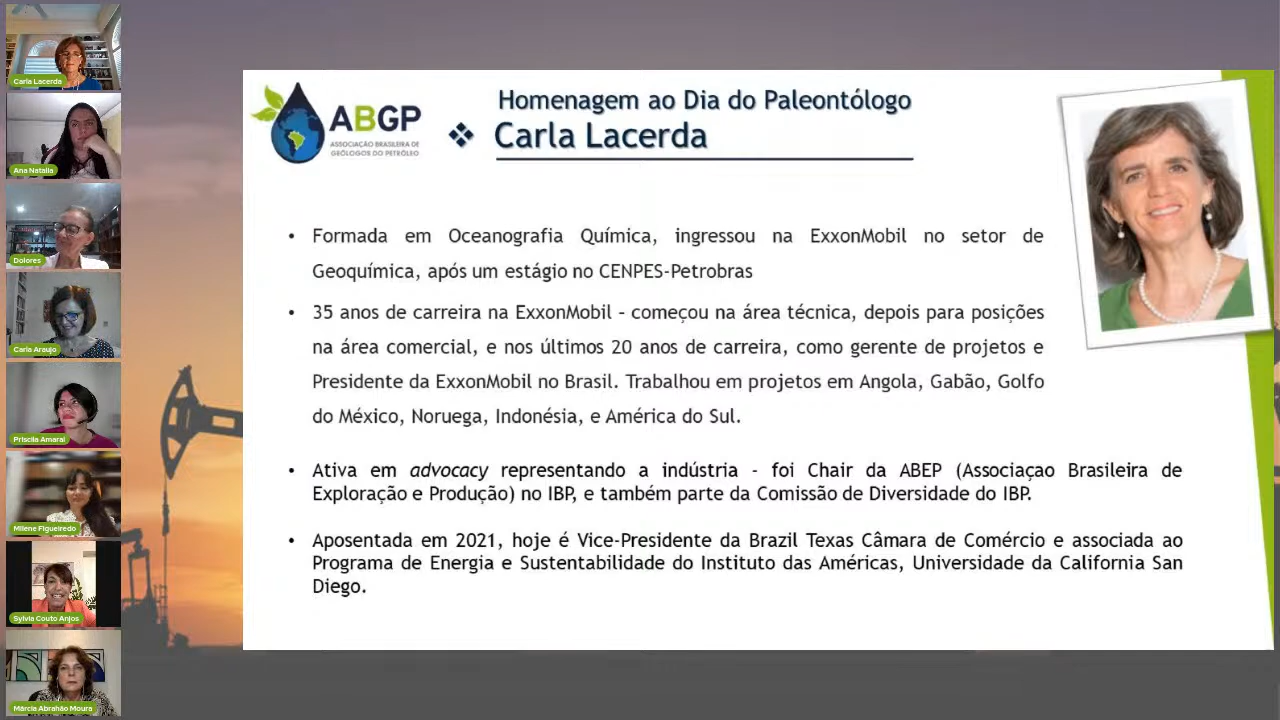 Carla Lacerda
Ana Natalia
Dolores
Carla Araujo
Priscila Amaral
Milene Figueiredo
Sylvia Couto Anjos
Márcia Abrahão Moura
ABGP
ASSOCIAÇÃO BRASILEIRA DE
GEÓLOGOS DO PETRÓLEO
Homenagem ao Dia do Paleontólogo
❖ Carla Lacerda
• Formada em Oceanografia Química, ingressou na ExxonMobil no setor de
Geoquímica, após um estágio no CENPES-Petrobras
• 35 anos de carreira na ExxonMobil – começou na área técnica, depois para posições
na área comercial, e nos últimos 20 anos de carreira, como gerente de projetos e
Presidente da ExxonMobil no Brasil. Trabalhou em projetos em Angola, Gabão, Golfo
do México, Noruega, Indonésia, e América do Sul.
• Ativa em advocacy representando a indústria – foi Chair da ABEP (Associaçao Brasileira de
Exploração e Produção) no IBP, e também parte da Comissão de Diversidade do IBP.
• Aposentada em 2021, hoje é Vice-Presidente da Brazil Texas Câmara de Comércio e associada ao
Programa de Energia e Sustentabilidade do Instituto das Américas, Universidade da California San
Diego.